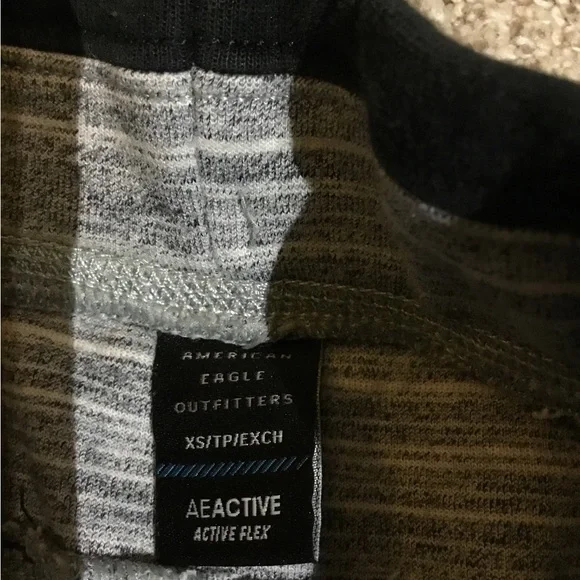 AMERICAN
EAGLE
OUTFITTERS
XS/TP/EXCH
AEACTIVE
ACTIVE FLEX